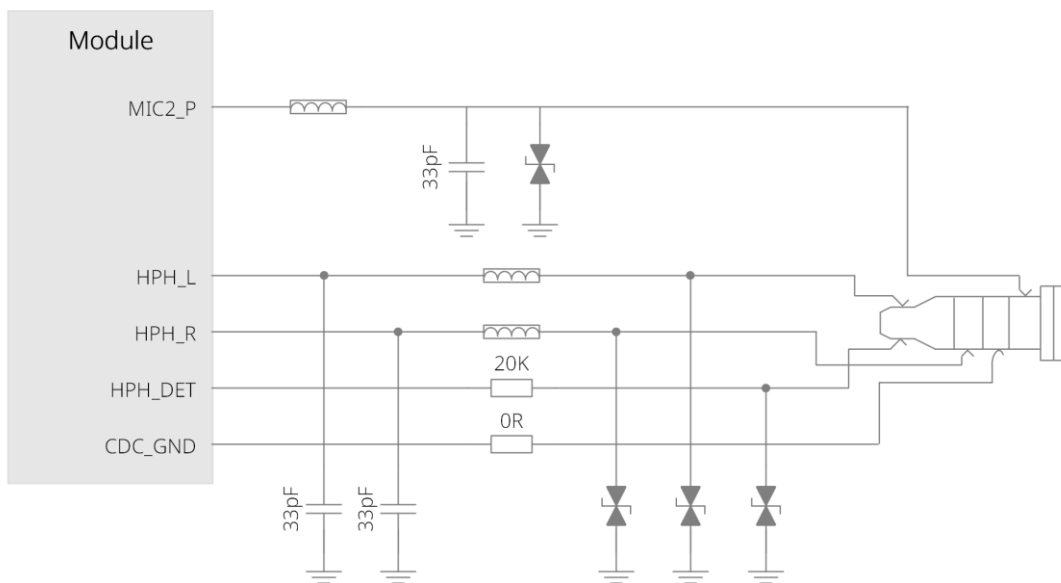 Module
MIC2_P
33pF
HPH_L
HPH_R
20K
HPH_DET
0R
CDC_GND
33pF
33pF